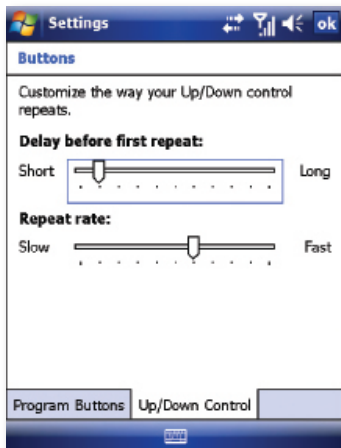 Settings
ok
Buttons
Customize the way your Up/Down control
repeats.
Delay before first repeat:
Short Long
Repeat rate:
Slow Fast
Program Buttons Up/Down Control